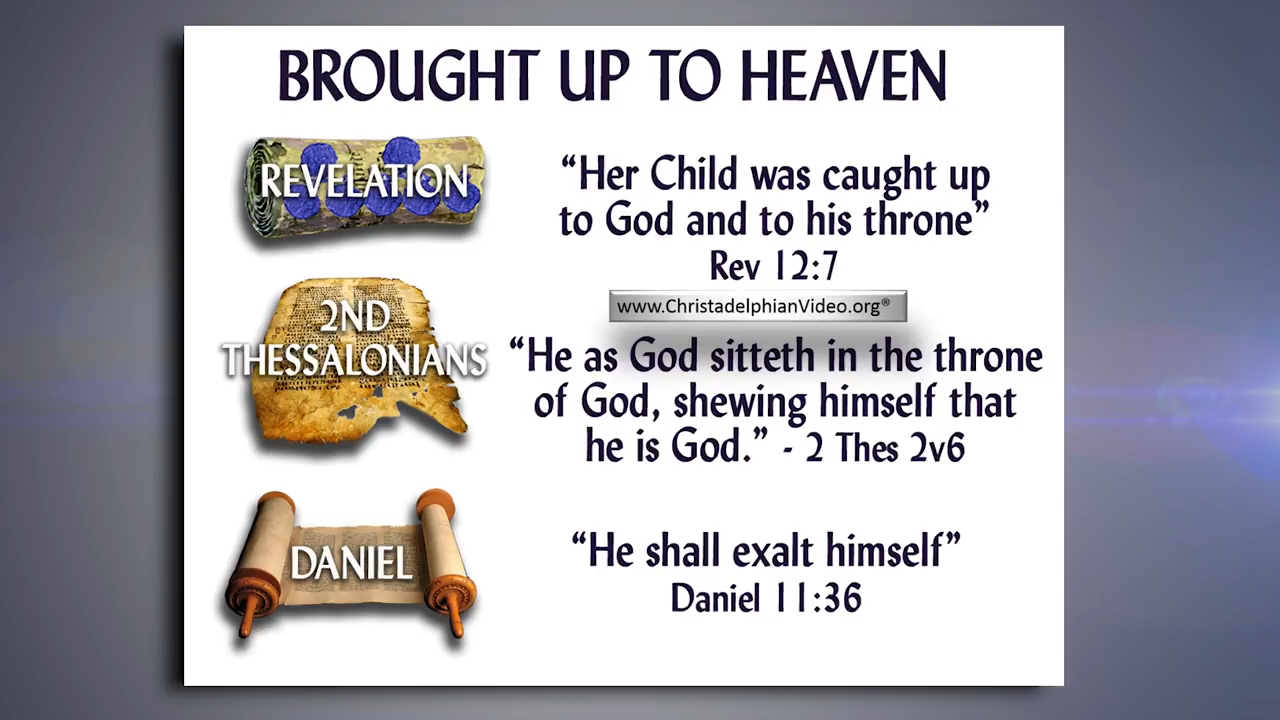 BROUGHT UP TO HEAVEN
REVELATION
“Her Child was caught up
to God and to his throne”
Rev 12:7
www.ChristadelphianVideo.org®
2ND
THESSALONIANS
“He as God sitteth in the throne
of God, shewing himself that
he is God.” - 2 Thes 2v6
DANIEL
“He shall exalt himself”
Daniel 11:36